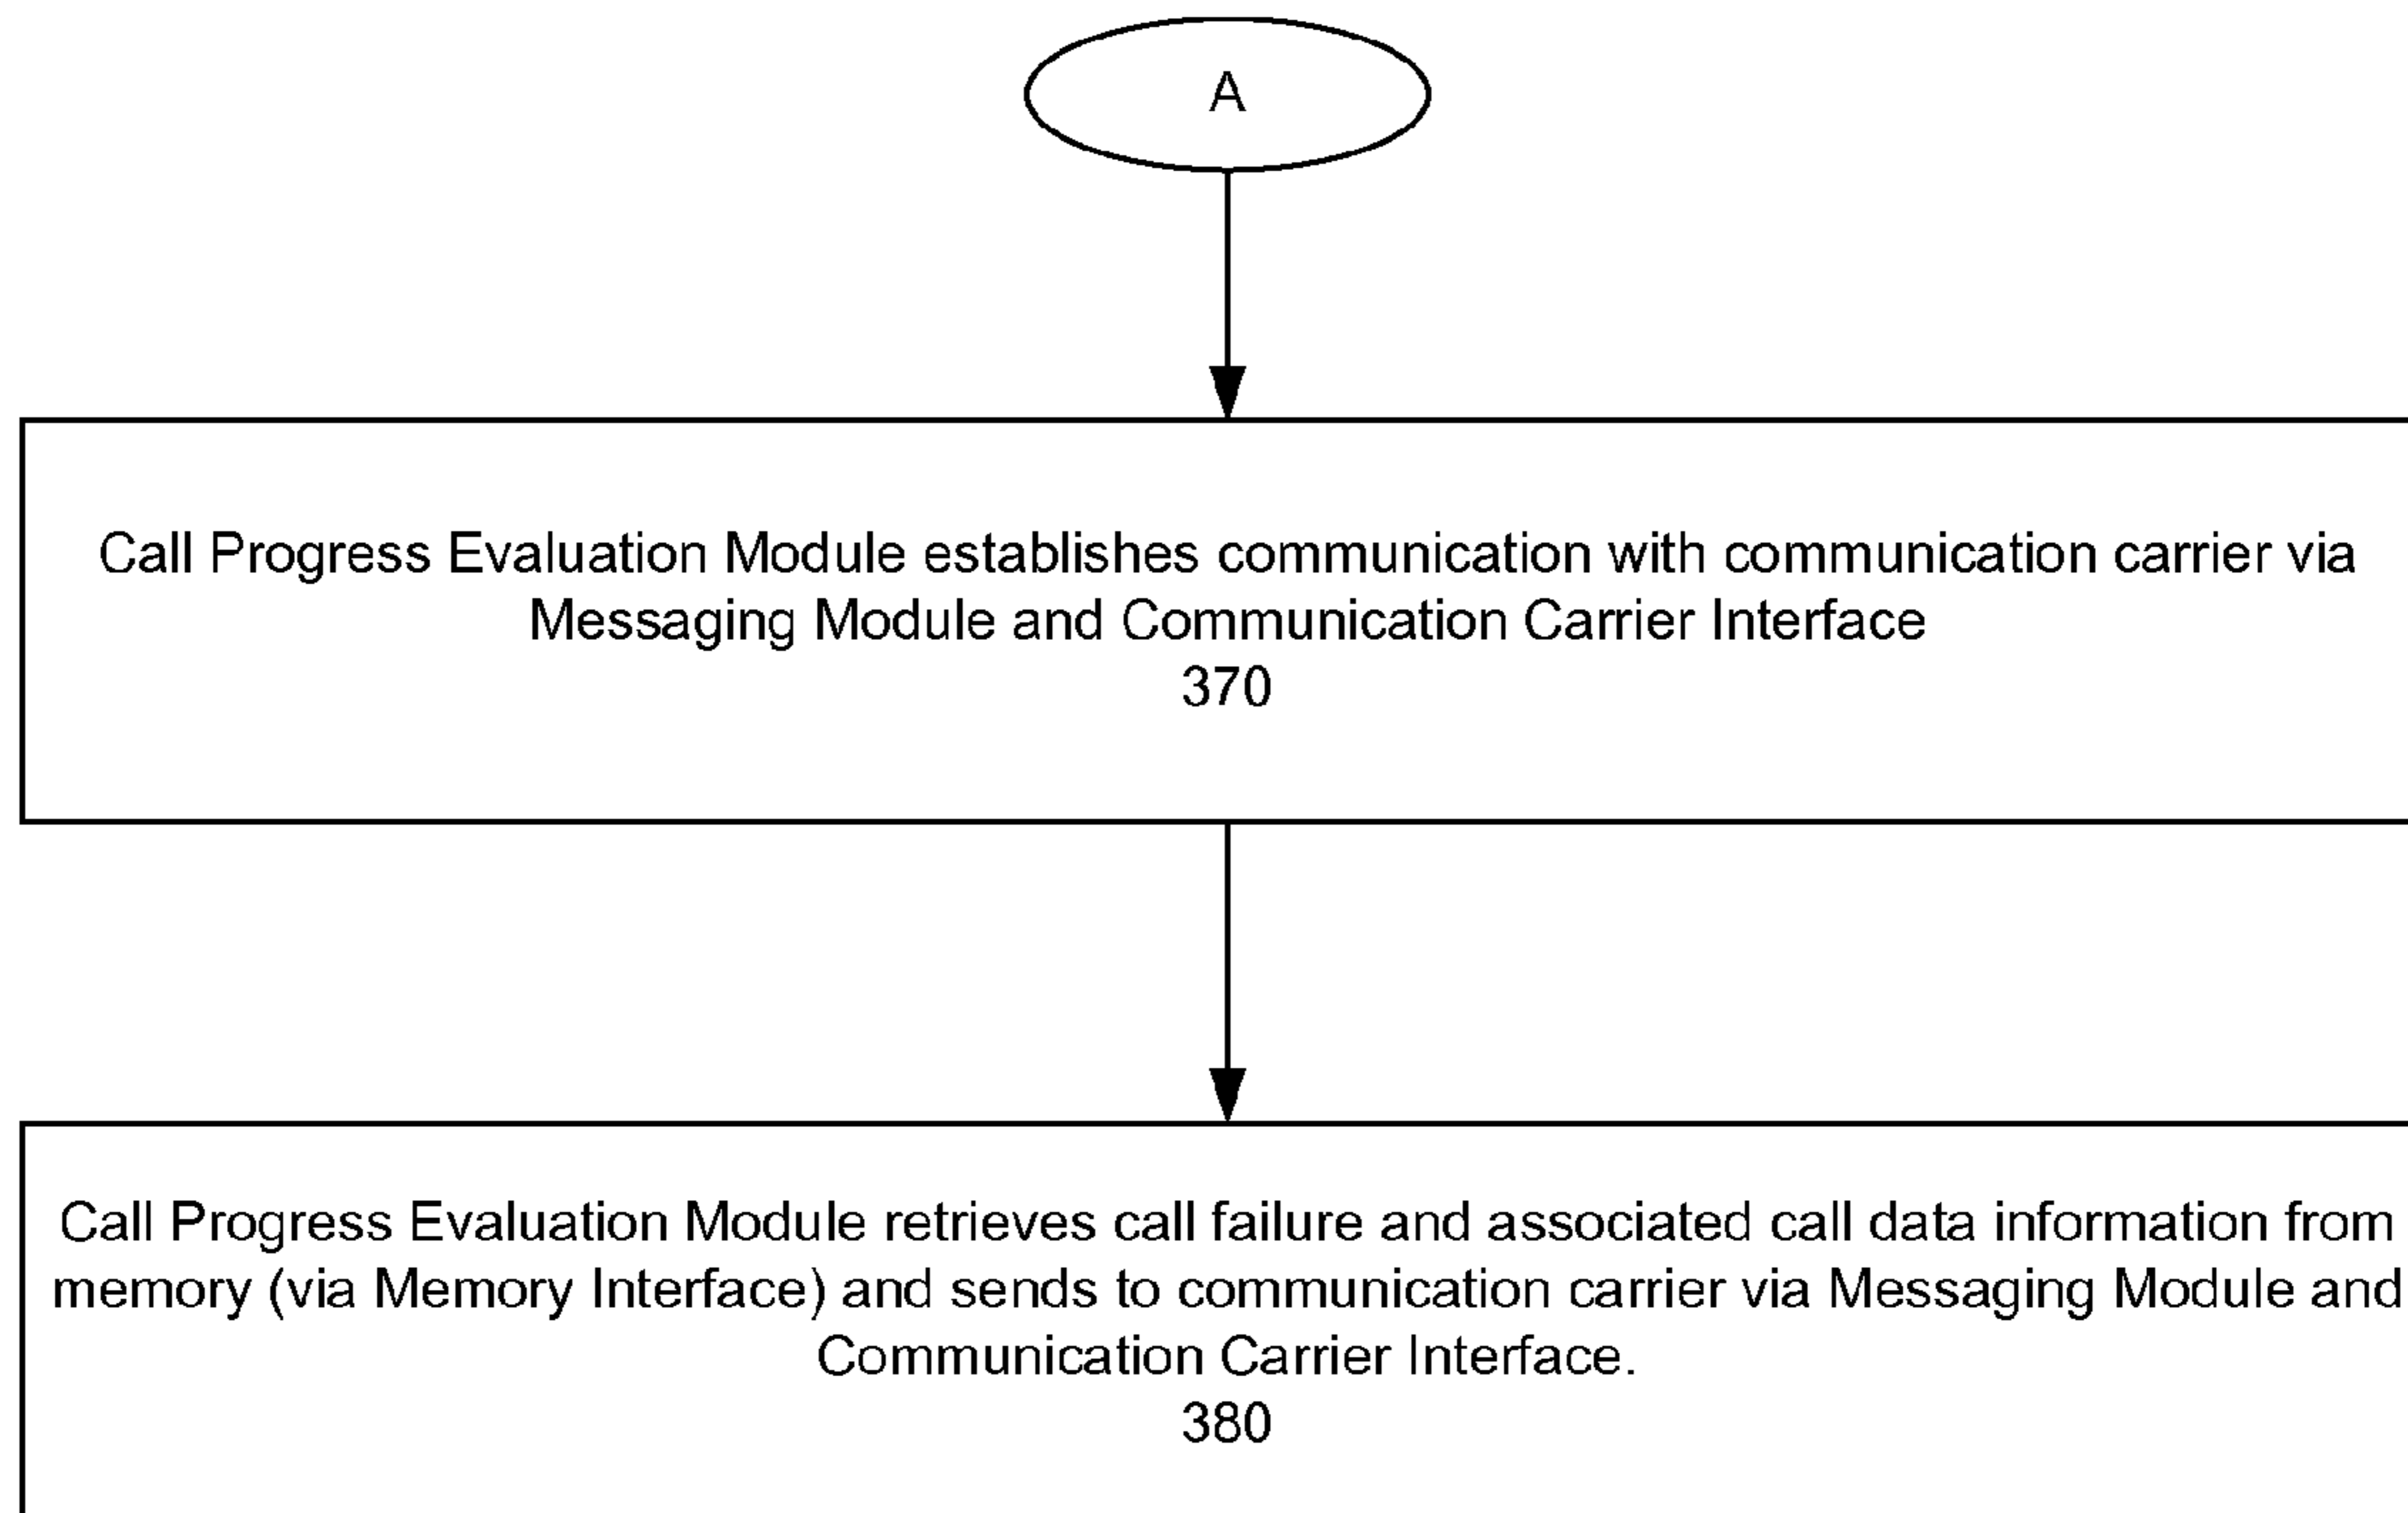 A
Call Progress Evaluation Module establishes communication with communication carrier via
Messaging Module and Communication Carrier Interface
370
Call Progress Evaluation Module retrieves call failure and associated call data information from
memory (via Memory Interface) and sends to communication carrier via Messaging Module and
Communication Carrier Interface.
380